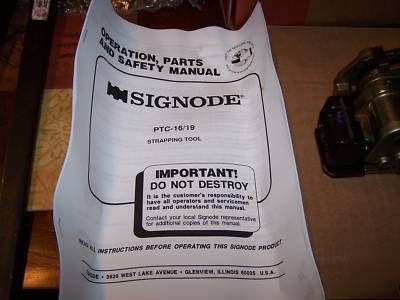 OPERATION, PARTS
AND SAFETY MANUAL
SIGNODE®
PTC-16/19
STRAPPING TOOL
IMPORTANT!
DO NOT DESTROY
It is the customer's responsibility to
have all operators and servicemen
read and understand this manual.
Contact your local Signode representative
for additional copies of this manual.
READ ALL INSTRUCTIONS BEFORE OPERATING THIS SIGNODE PRODUCT
SIGNODE • 3620 WEST LAKE AVENUE • GLENVIEW, ILLINOIS 60025 U.S.A.